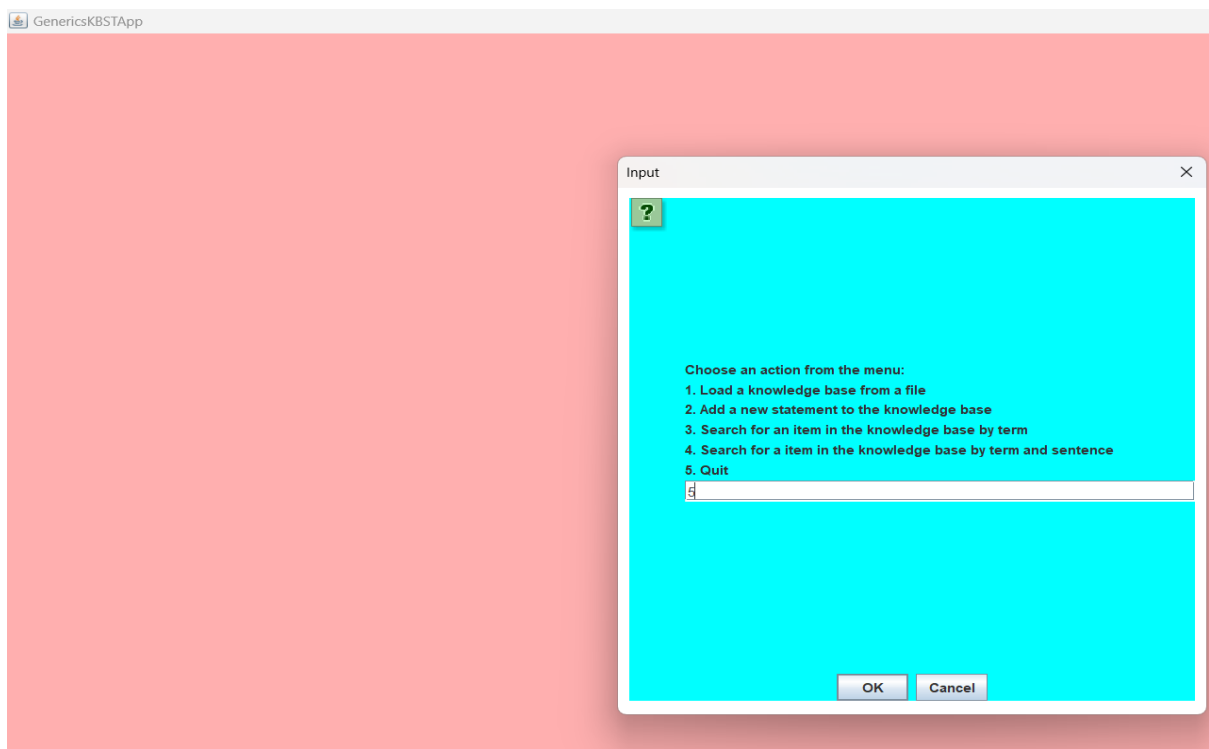 GenericsKBSTApp
Input
?
Choose an action from the menu:
1. Load a knowledge base from a file
2. Add a new statement to the knowledge base
3. Search for an item in the knowledge base by term
4. Search for a item in the knowledge base by term and sentence
5. Quit
5
OK Cancel